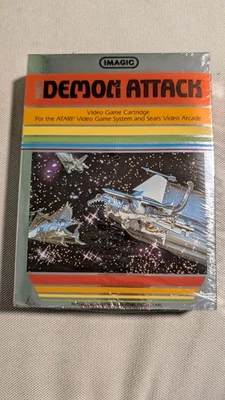 IMAGIC
DEMON ATTACK
Video Game Cartridge
For the ATARI® Video Game System and Sears Video Arcade